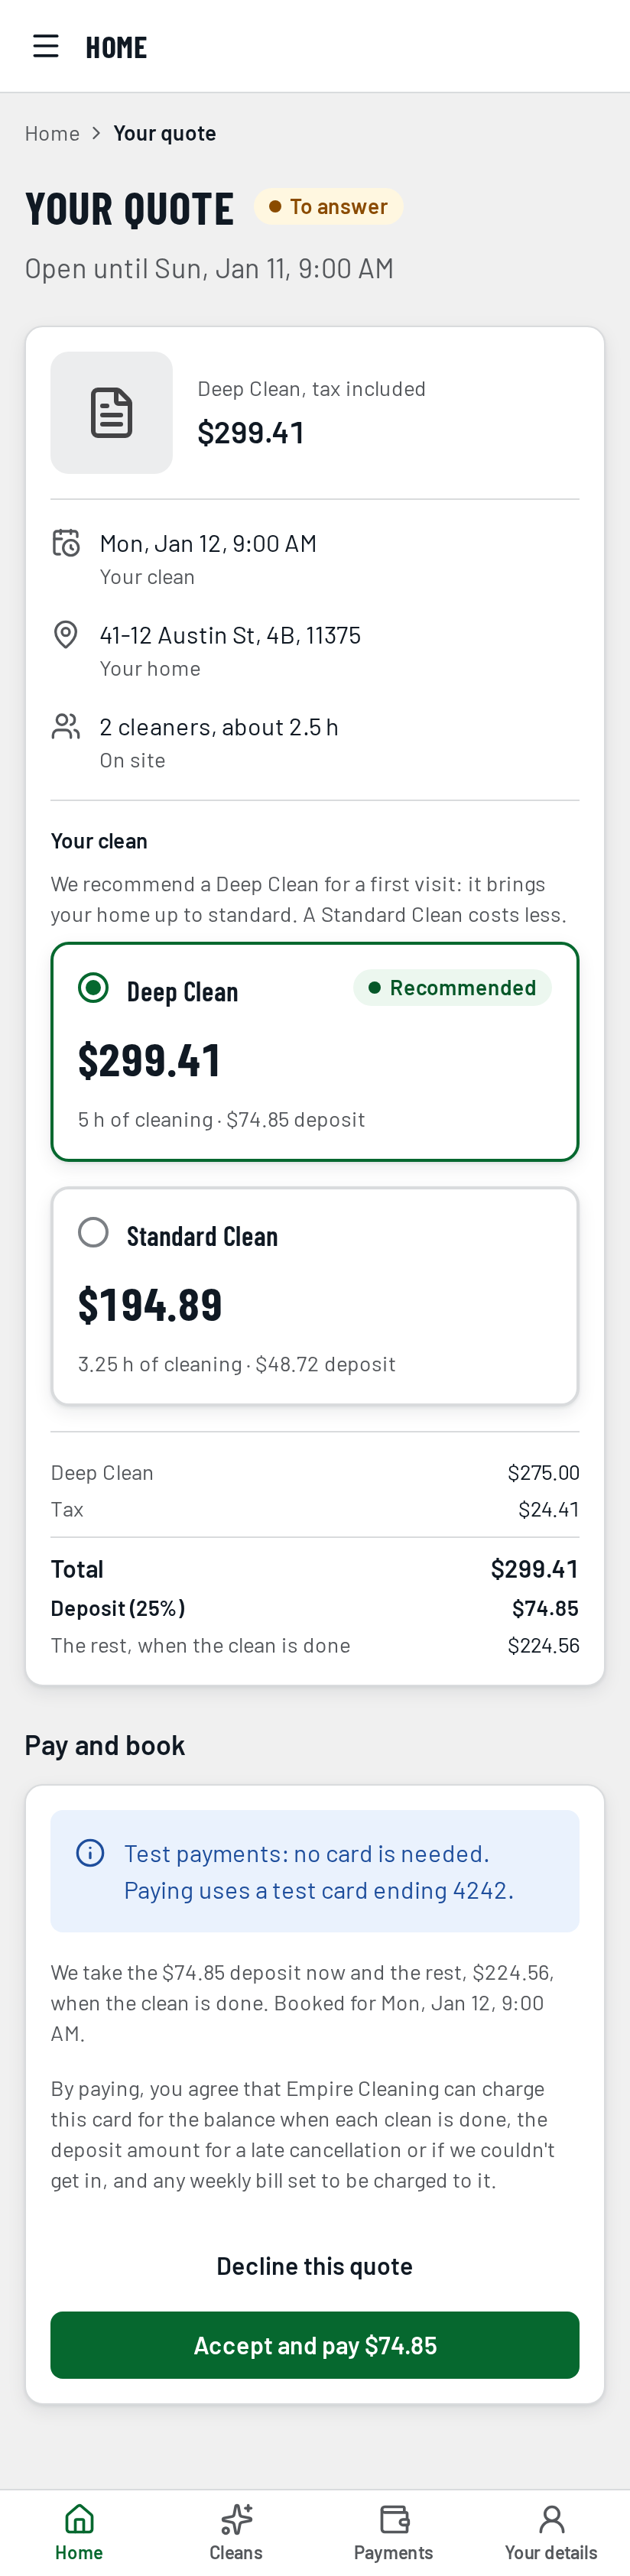 HOME
Home > Your quote
YOUR QUOTE
To answer
Open until Sun, Jan 11, 9:00 AM
Deep Clean, tax included
$299.41
Mon, Jan 12, 9:00 AM
Your clean
41-12 Austin St, 4B, 11375
Your home
2 cleaners, about 2.5 h
On site
Your clean
We recommend a Deep Clean for a first visit: it brings
your home up to standard. A Standard Clean costs less.
Deep Clean
Recommended
$299.41
5 h of cleaning · $74.85 deposit
Standard Clean
$194.89
3.25 h of cleaning · $48.72 deposit
Deep Clean $275.00
Tax $24.41
Total $299.41
Deposit (25%) $74.85
The rest, when the clean is done $224.56
Pay and book
Test payments: no card is needed.
Paying uses a test card ending 4242.
We take the $74.85 deposit now and the rest, $224.56,
when the clean is done. Booked for Mon, Jan 12, 9:00
AM.
By paying, you agree that Empire Cleaning can charge
this card for the balance when each clean is done, the
deposit amount for a late cancellation or if we couldn't
get in, and any weekly bill set to be charged to it.
Decline this quote
Accept and pay $74.85
Home Cleans Payments Your details